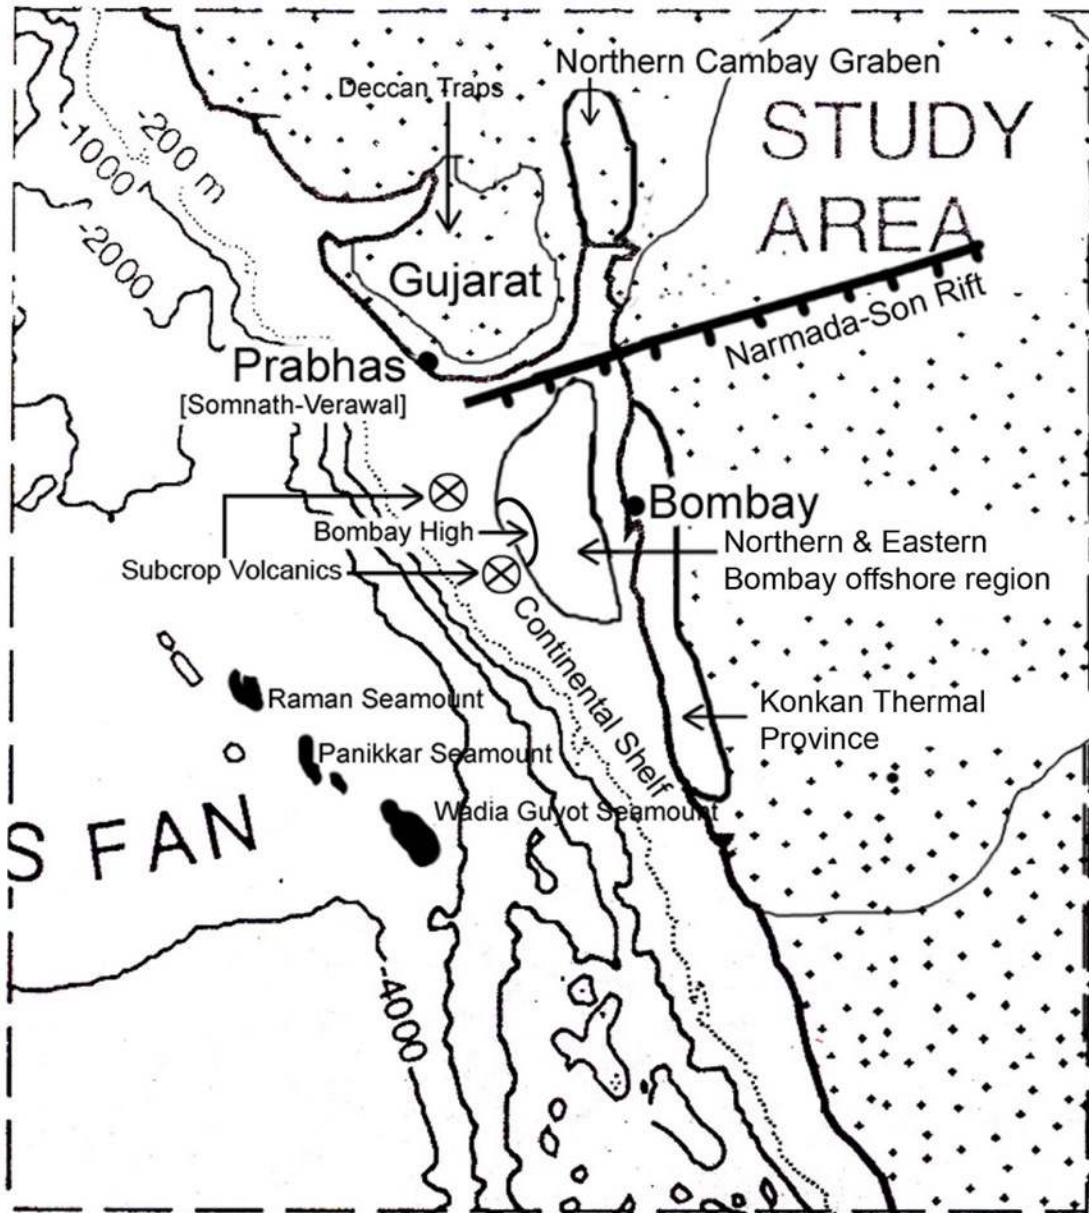 Northern Cambay Graben
Deccan Traps
STUDY
AREA
-200 m
-1000
-2000
Gujarat
Narmada-Son Rift
Prabhas
[Somnath-Verawal]
Bombay
Bombay High
Northern & Eastern
Bombay offshore region
Subcrop Volcanics
Continental Shelf
Raman Seamount
Konkan Thermal
Province
Panikkar Seamount
Wadia Guyot Seamount
S FAN
-4000